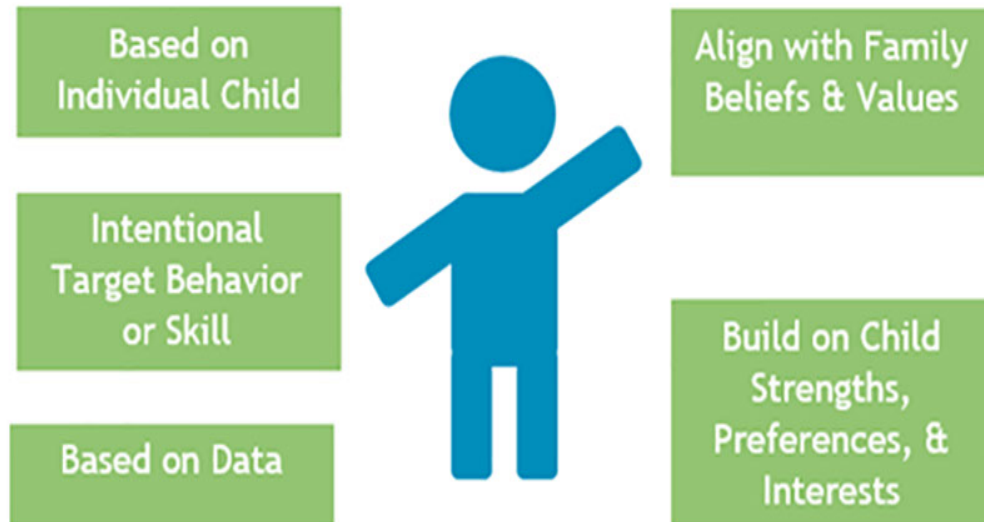 Based on
Individual Child
Intentional
Target Behavior
or Skill
Based on Data
Align with Family
Beliefs & Values
Build on Child
Strengths,
Preferences, &
Interests